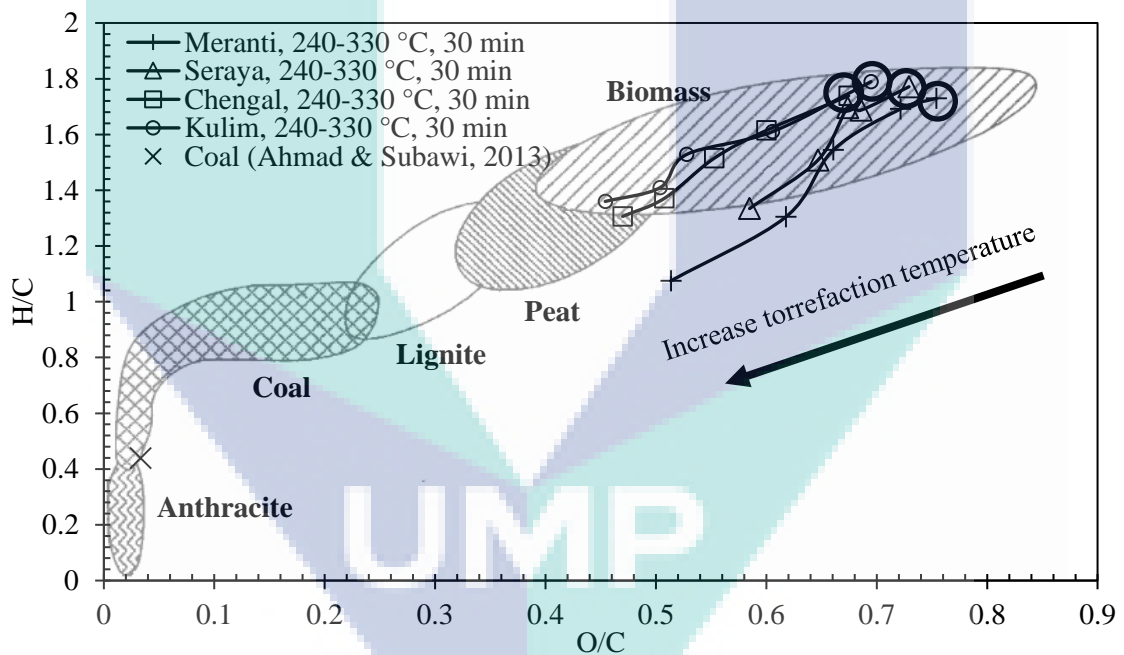 2
1.8
1.6
1.4
1.2
1
0.8
0.6
0.4
0.2
0
H/C
Meranti, 240-330 °C, 30 min
Seraya, 240-330 °C, 30 min
Chengal, 240-330 °C, 30 min
Kulim, 240-330 °C, 30 min
Coal (Ahmad & Subawi, 2013)
Biomass
Peat
Lignite
Coal
Anthracite
Increase torrefaction temperature
UMP
0 0.1 0.2 0.3 0.4 0.5 0.6 0.7 0.8 0.9
O/C